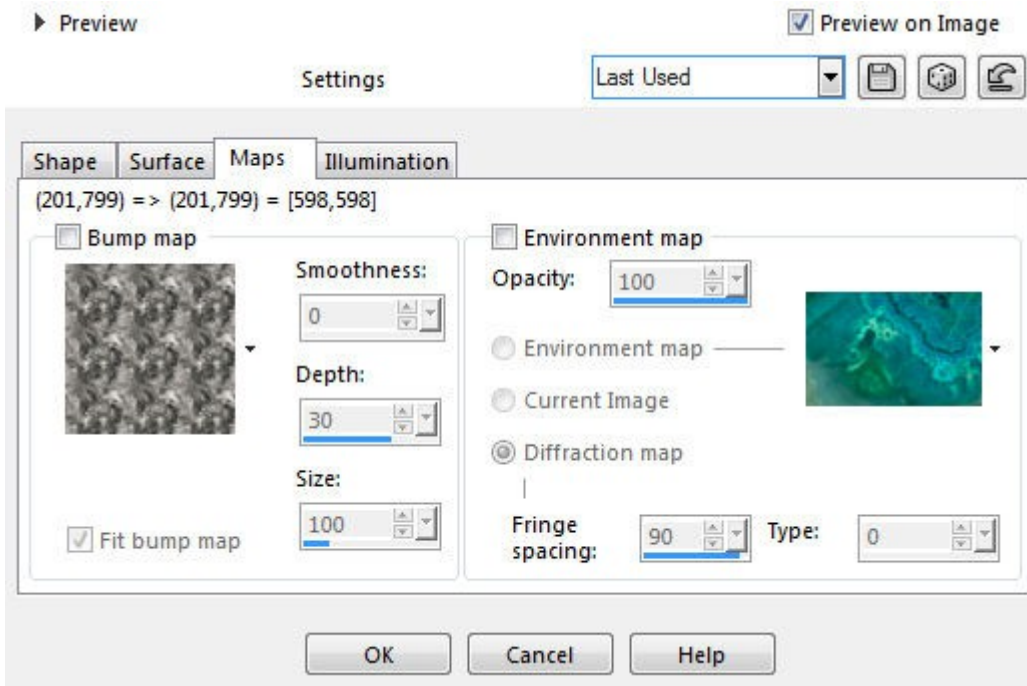 Preview
Preview on Image
Settings
Last Used
Shape
Surface
Maps
Illumination
(201,799) => (201,799) = [598,598]
Bump map
Smoothness:
0
Depth:
30
Size:
100
Fit bump map
Environment map
Opacity:
100
Environment map
Current Image
Diffraction map
Fringe
spacing:
90
Type:
0
OK
Cancel
Help